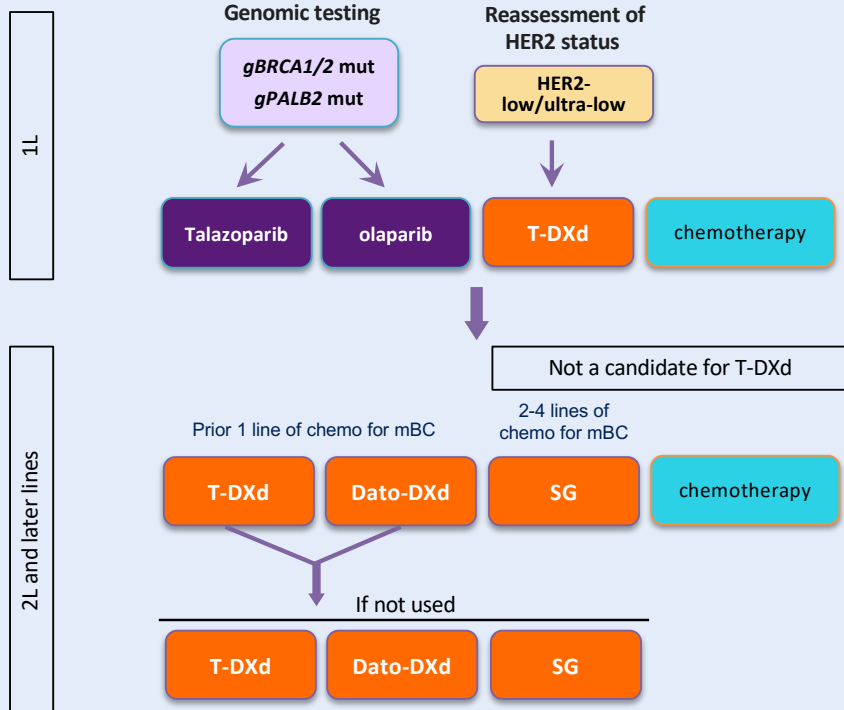 Genomic testing
Reassessment of
HER2 status
1L
gBRCA1/2 mut
gPALB2 mut
HER2-
low/ultra-low
Talazoparib
olaparib
T-DXd
chemotherapy
Not a candidate for T-DXd
2L and later lines
Prior 1 line of chemo for mBC
2-4 lines of
chemo for mBC
T-DXd
Dato-DXd
SG
chemotherapy
If not used
T-DXd
Dato-DXd
SG